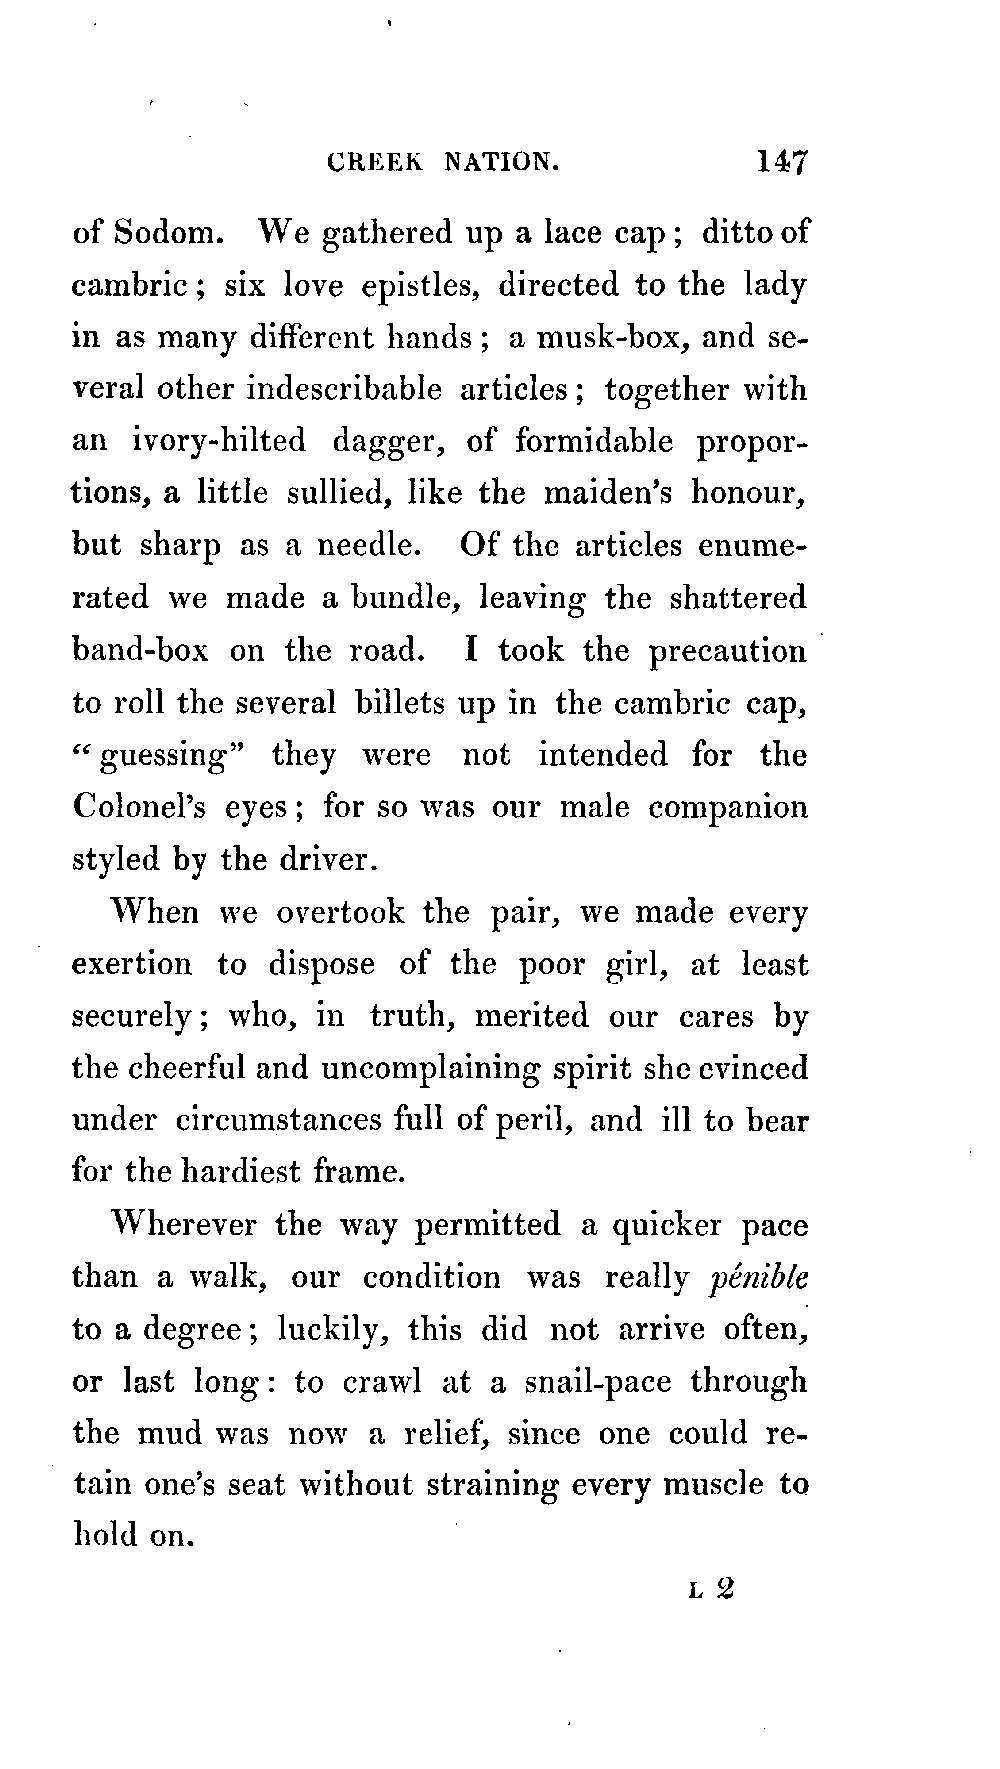 CREEK NATION. 147
of Sodom. We gathered up a lace cap; ditto of
cambric; six love epistles, directed to the lady
in as many different hands; a musk-box, and se-
veral other indescribable articles; together with
an ivory-hilted dagger, of formidable propor-
tions, a little sullied, like the maiden's honour,
but sharp as a needle. Of the articles enume-
rated we made a bundle, leaving the shattered
band-box on the road. I took the precaution
to roll the several billets up in the cambric cap,
“guessing” they were not intended for the
Colonel's eyes; for so was our male companion
styled by the driver.
When we overtook the pair, we made every
exertion to dispose of the poor girl, at least
securely; who, in truth, merited our cares by
the cheerful and uncomplaining spirit she evinced
under circumstances full of peril, and ill to bear
for the hardiest frame.
Wherever the way permitted a quicker pace
than a walk, our condition was really pénible
to a degree; luckily, this did not arrive often,
or last long: to crawl at a snail-pace through
the mud was now a relief, since one could re-
tain one's seat without straining every muscle to
hold on.
L 2